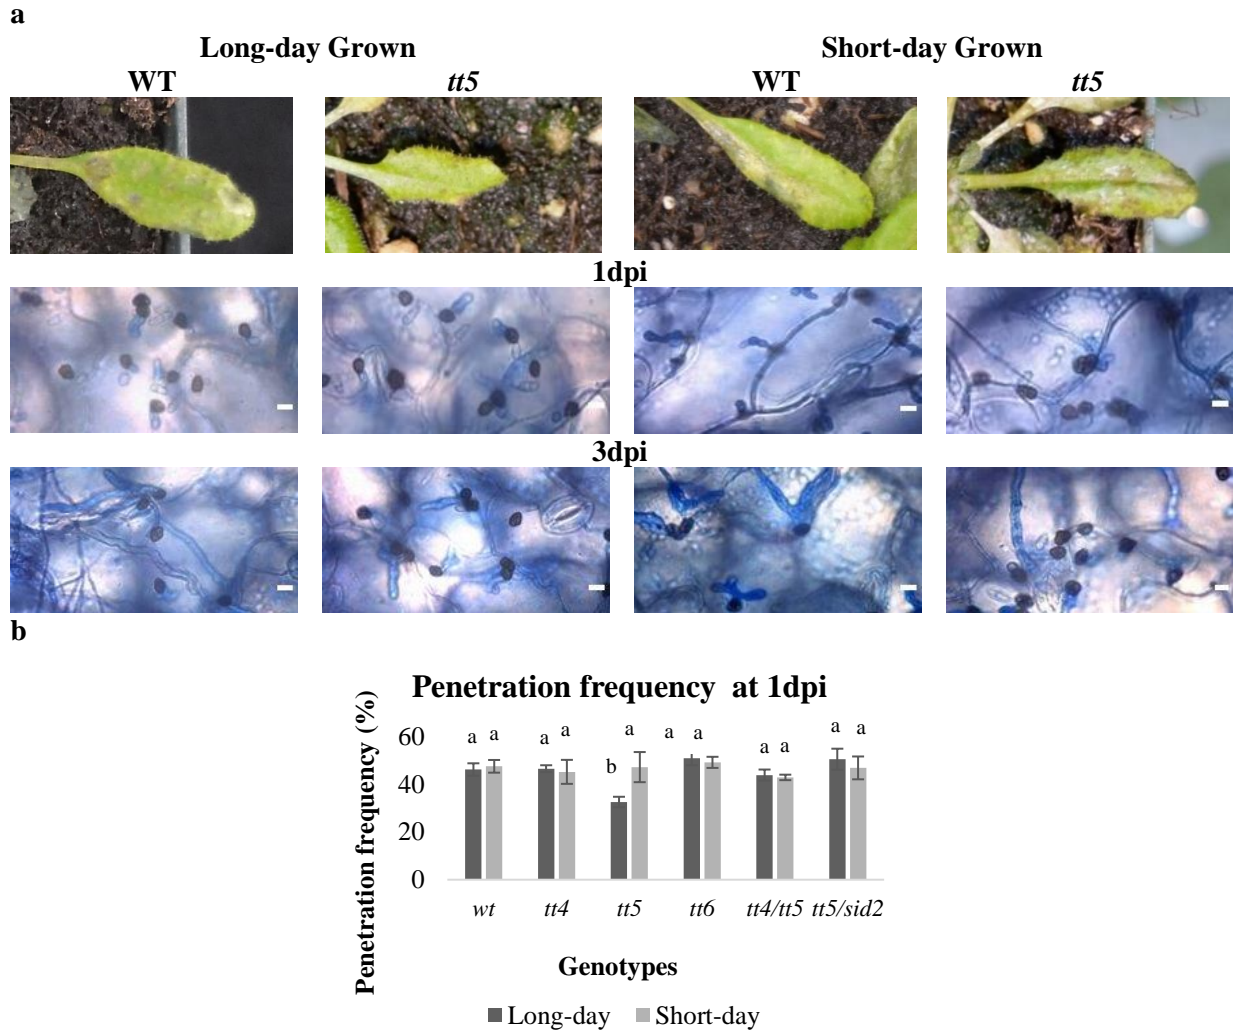 a
Long-day Grown
Short-day Grown
WT
tt5
WT
tt5
1dpi
3dpi
b
Penetration frequency at 1dpi
Penetration frequency (%)
60
40
20
0
a a a a b a a a a a a a
wt tt4 tt5 tt6 tt4/tt5 tt5/sid2
Genotypes
Long-day Short-day